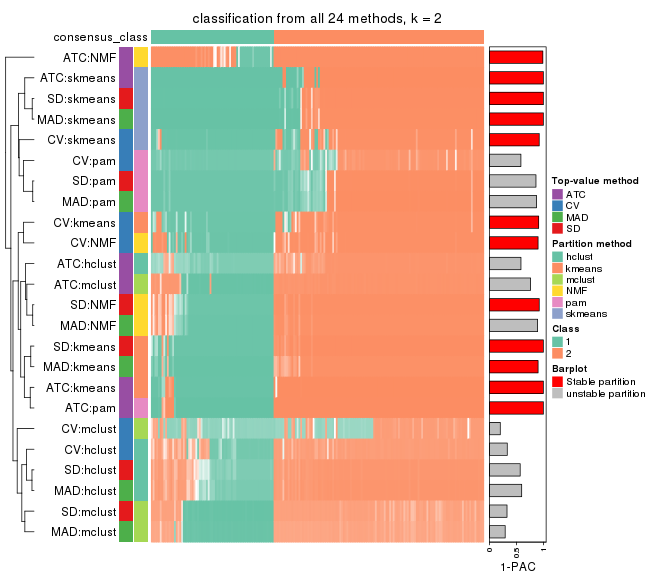 classification from all 24 methods, k = 2
consensus_class
ATC:NMF
ATC:skmeans
SD:skmeans
MAD:skmeans
CV:skmeans
CV:pam
SD:pam
MAD:pam
CV:kmeans
CV:NMF
ATC:hclust
ATC:mclust
SD:NMF
MAD:NMF
SD:kmeans
MAD:kmeans
ATC:kmeans
ATC:pam
CV:mclust
CV:hclust
SD:hclust
MAD:hclust
SD:mclust
MAD:mclust
0
0.5
1
1-PAC
Top-value method
ATC
CV
MAD
SD
Partition method
hclust
kmeans
mclust
NMF
pam
skmeans
Class
1
2
Barplot
Stable partition
unstable partition